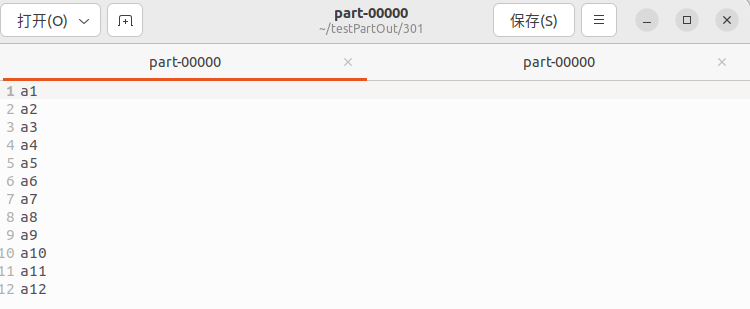 打开(O)
part-00000
~/testPartOut/301
保存(S)
part-00000
part-00000
1 a1
2 a2
3 a3
4 a4
5 a5
6 a6
7 a7
8 a8
9 a9
10 a10
11 a11
12 a12